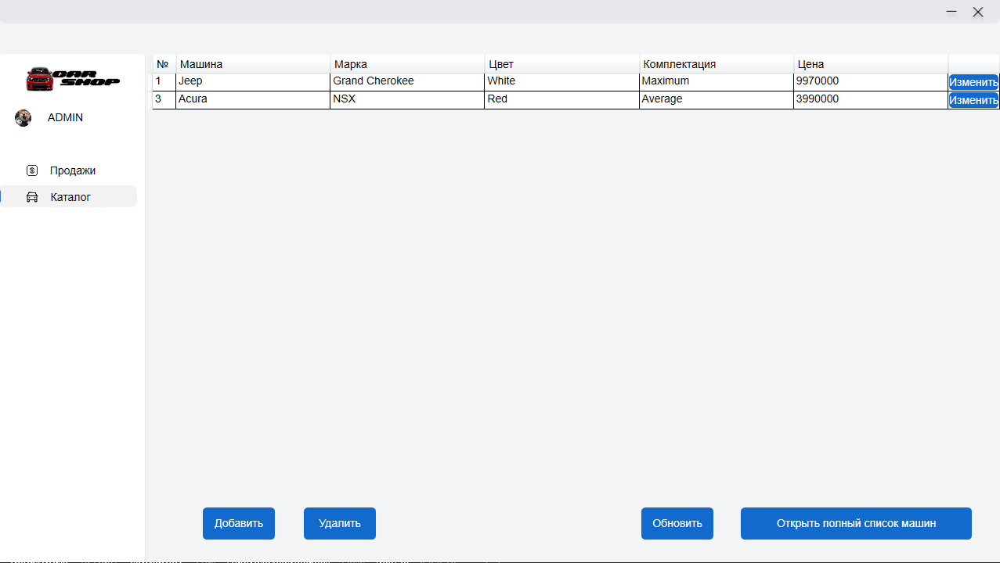 CAR
SHOP
ADMIN
Продажи
Каталог
№ Машина Марка Цвет Комплектация Цена
1 Jeep Grand Cherokee White Maximum 9970000 Изменить
3 Acura NSX Red Average 3990000 Изменить
Добавить Удалить Обновить Открыть полный список машин